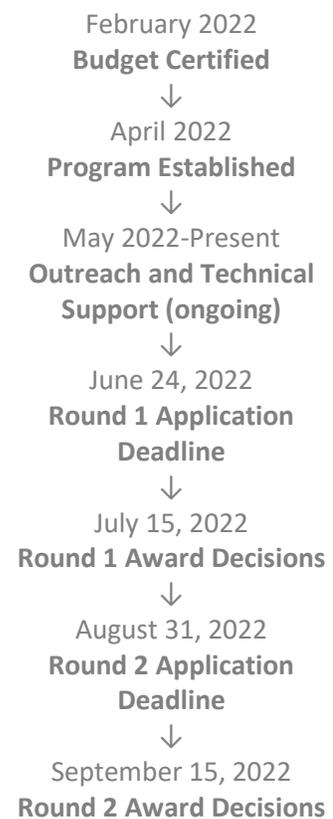 February 2022
Budget Certified
↓
April 2022
Program Established
↓
May 2022-Present
Outreach and Technical
Support (ongoing)
↓
June 24, 2022
Round 1 Application
Deadline
↓
July 15, 2022
Round 1 Award Decisions
↓
August 31, 2022
Round 2 Application
Deadline
↓
September 15, 2022
Round 2 Award Decisions